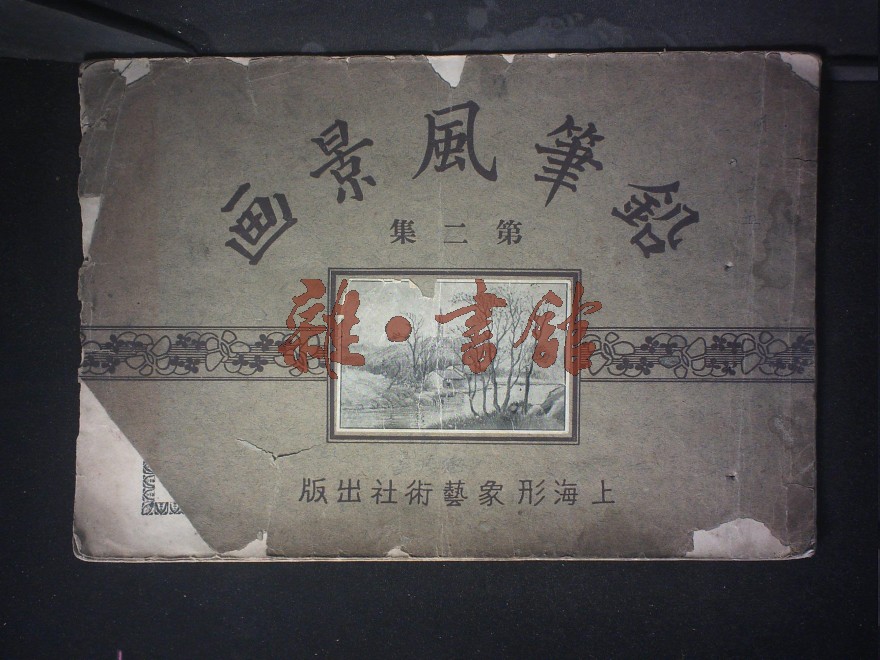 鉛筆風景画
第二集
雜·書館
上海形象藝術社出版